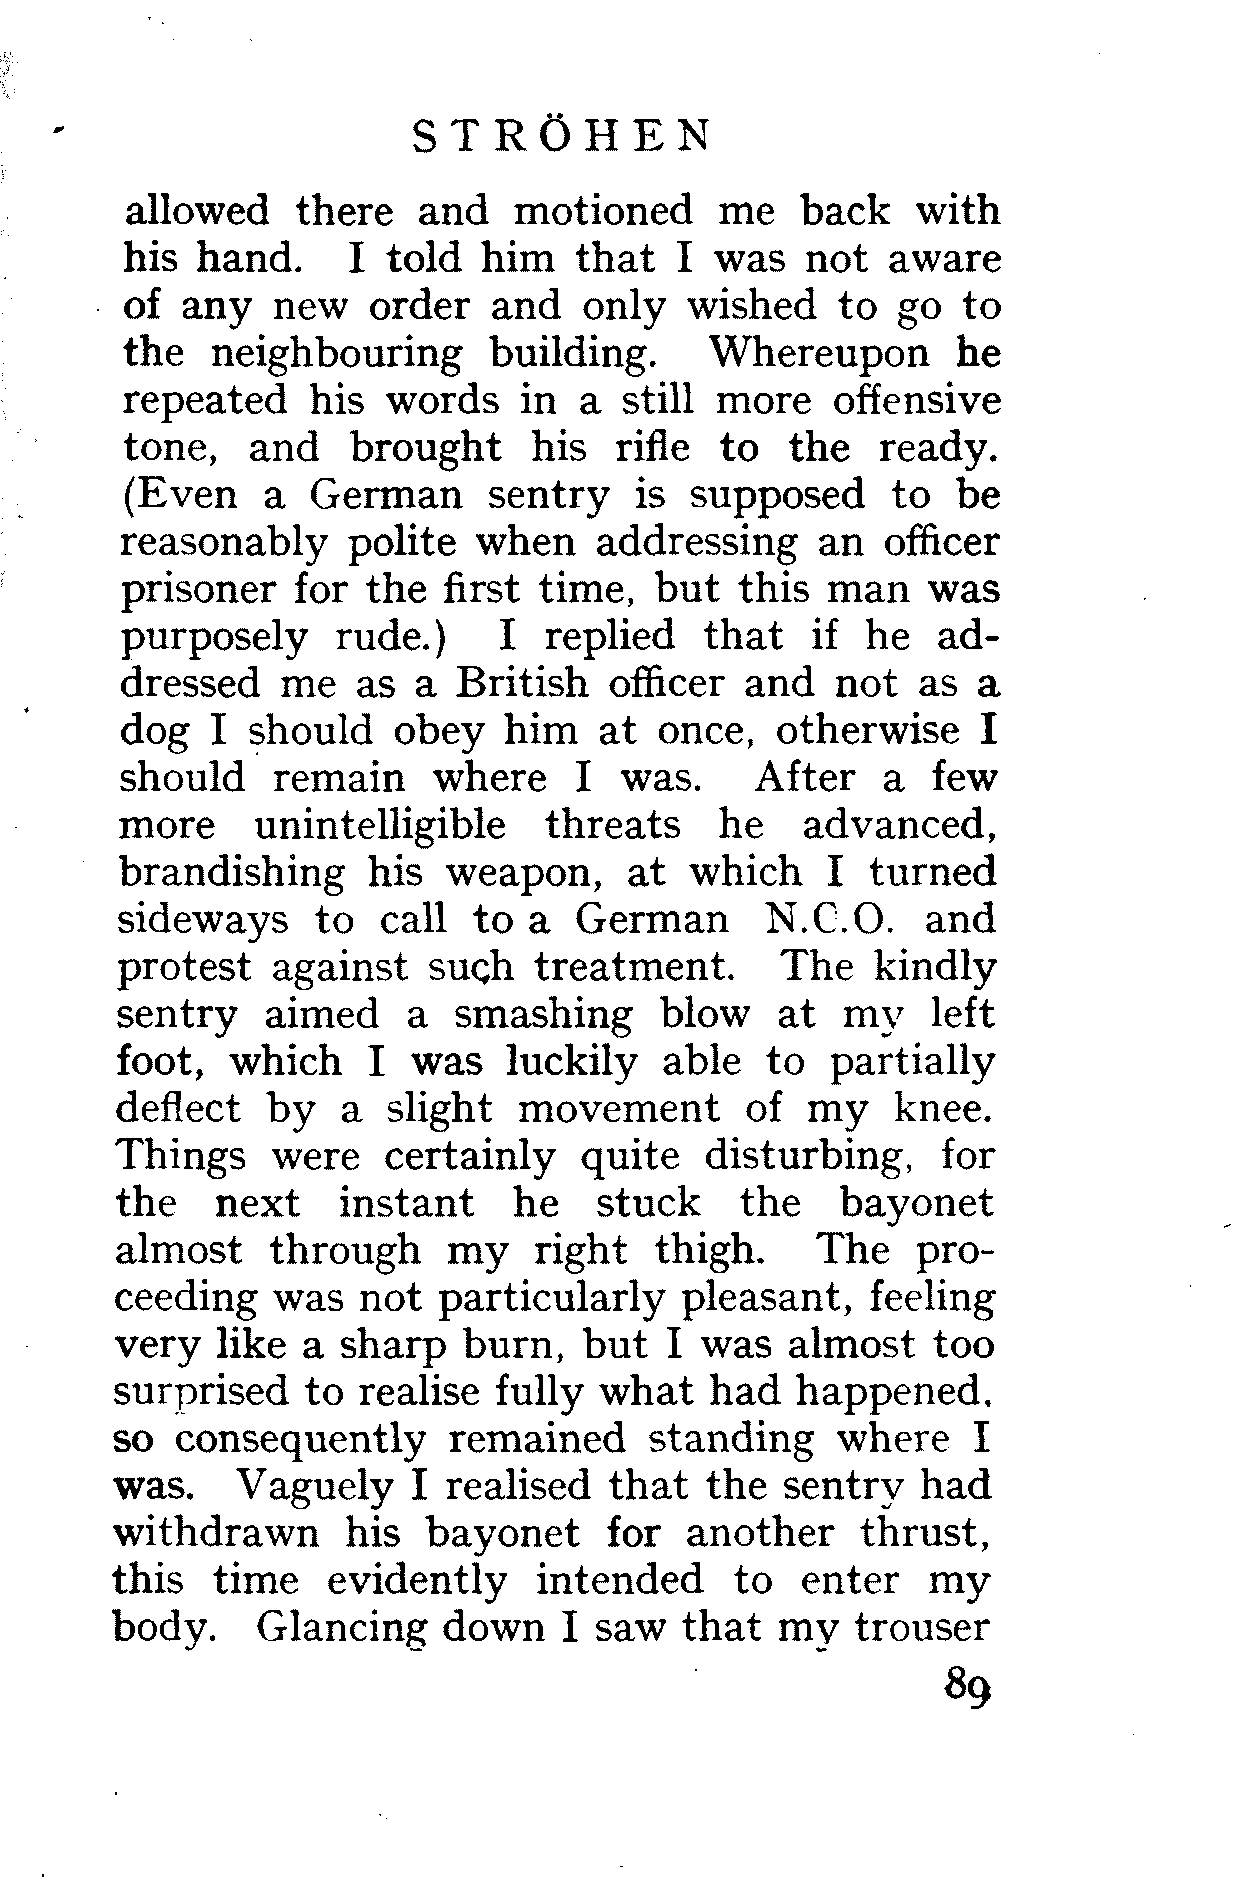 STRÖHEN
allowed there and motioned me back with
his hand. I told him that I was not aware
of any new order and only wished to go to
the neighbouring building. Whereupon he
repeated his words in a still more offensive
tone, and brought his rifle to the ready.
(Even a German sentry is supposed to be
reasonably polite when addressing an officer
prisoner for the first time, but this man was
purposely rude.) I replied that if he ad-
dressed me as a British officer and not as a
dog I should obey him at once, otherwise I
should remain where I was. After a few
more unintelligible threats he advanced,
brandishing his weapon, at which I turned
sideways to call to a German N.C.O. and
protest against such treatment. The kindly
sentry aimed a smashing blow at my left
foot, which I was luckily able to partially
deflect by a slight movement of my knee.
Things were certainly quite disturbing, for
the next instant he stuck the bayonet
almost through my right thigh. The pro-
ceeding was not particularly pleasant, feeling
very like a sharp burn, but I was almost too
surprised to realise fully what had happened,
so consequently remained standing where I
was. Vaguely I realised that the sentry had
withdrawn his bayonet for another thrust,
this time evidently intended to enter my
body. Glancing down I saw that my trouser
89